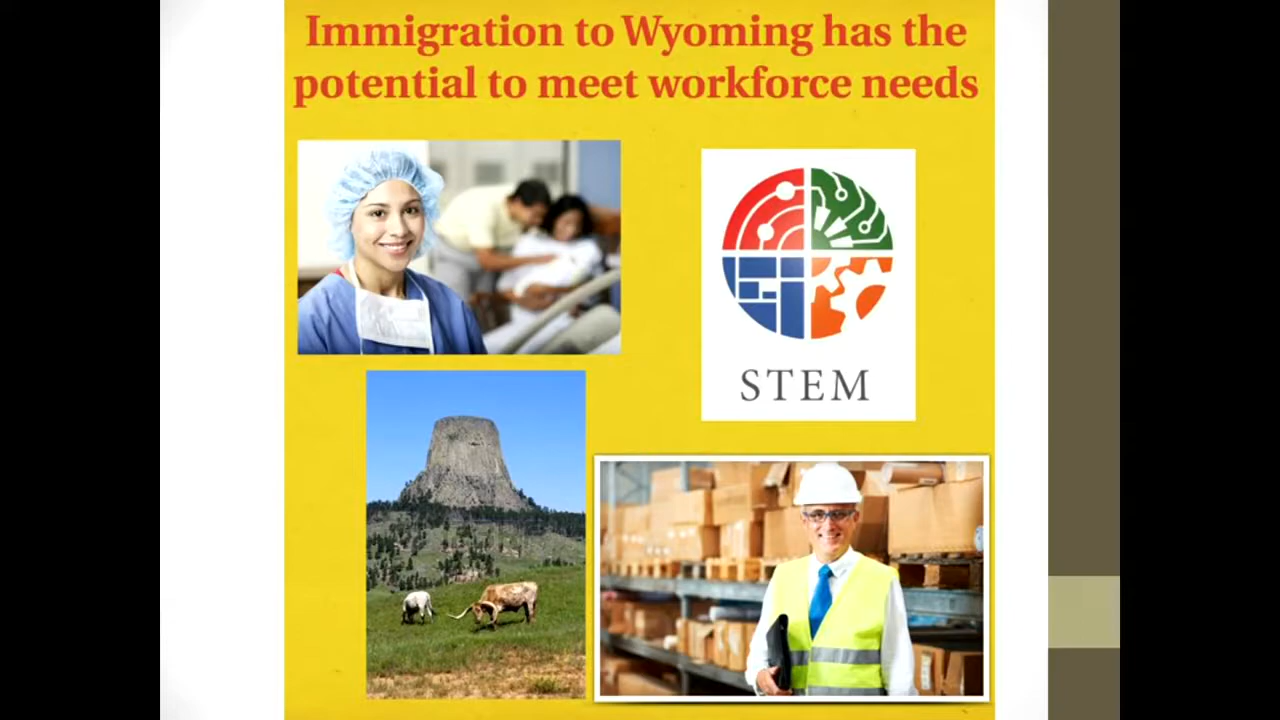 Immigration to Wyoming has the
potential to meet workforce needs
STEM